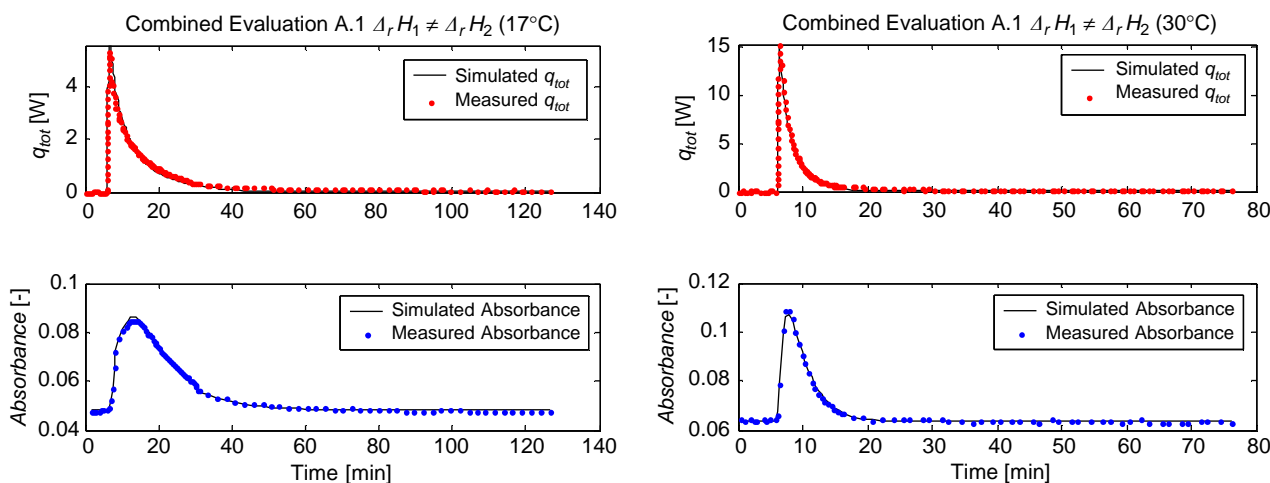 Combined Evaluation A.1 Δr H1 ≠ Δr H2 (17°C)
qtot [W]
4
2
0
Simulated qtot
Measured qtot
0 20 40 60 80 100 120 140
Absorbance [-]
0.1
0.08
0.06
0.04
Simulated Absorbance
Measured Absorbance
0 20 40 60 80 100 120 140
Time [min]
Combined Evaluation A.1 Δr H1 ≠ Δr H2 (30°C)
qtot [W]
15
10
5
0
Simulated qtot
Measured qtot
0 10 20 30 40 50 60 70 80
Absorbance [-]
0.12
0.1
0.08
0.06
Simulated Absorbance
Measured Absorbance
0 10 20 30 40 50 60 70 80
Time [min]